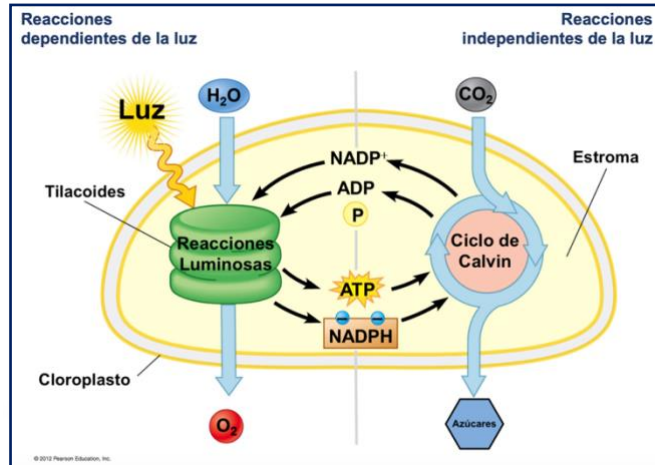 Reacciones
dependientes de la luz
Reacciones
independientes de la luz
Luz
H₂O
CO₂
NADP⁺
Estroma
Tilacoides
ADP
P
Reacciones
Luminosas
Ciclo de
Calvin
ATP
NADPH
Cloroplasto
O₂
Azúcares
© 2012 Pearson Education, Inc.